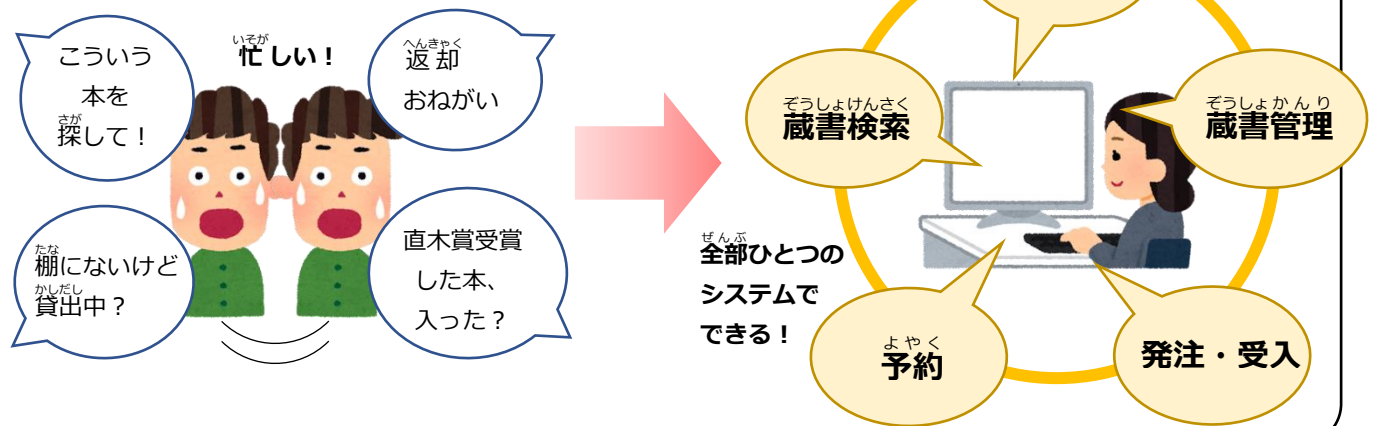 こういう
本を
探して！
忙しい！
返却
おねがい
棚にないけど
貸出中？
直木賞受賞
した本、
入った？
蔵書検索
蔵書管理
全部ひとつの
システムで
できる！
予約
発注・受入
さが
いそが
へんきゃく
たな
かしだし
ぞうしょけんさく
ぞうしょかんり
ぜんぶ
よやく